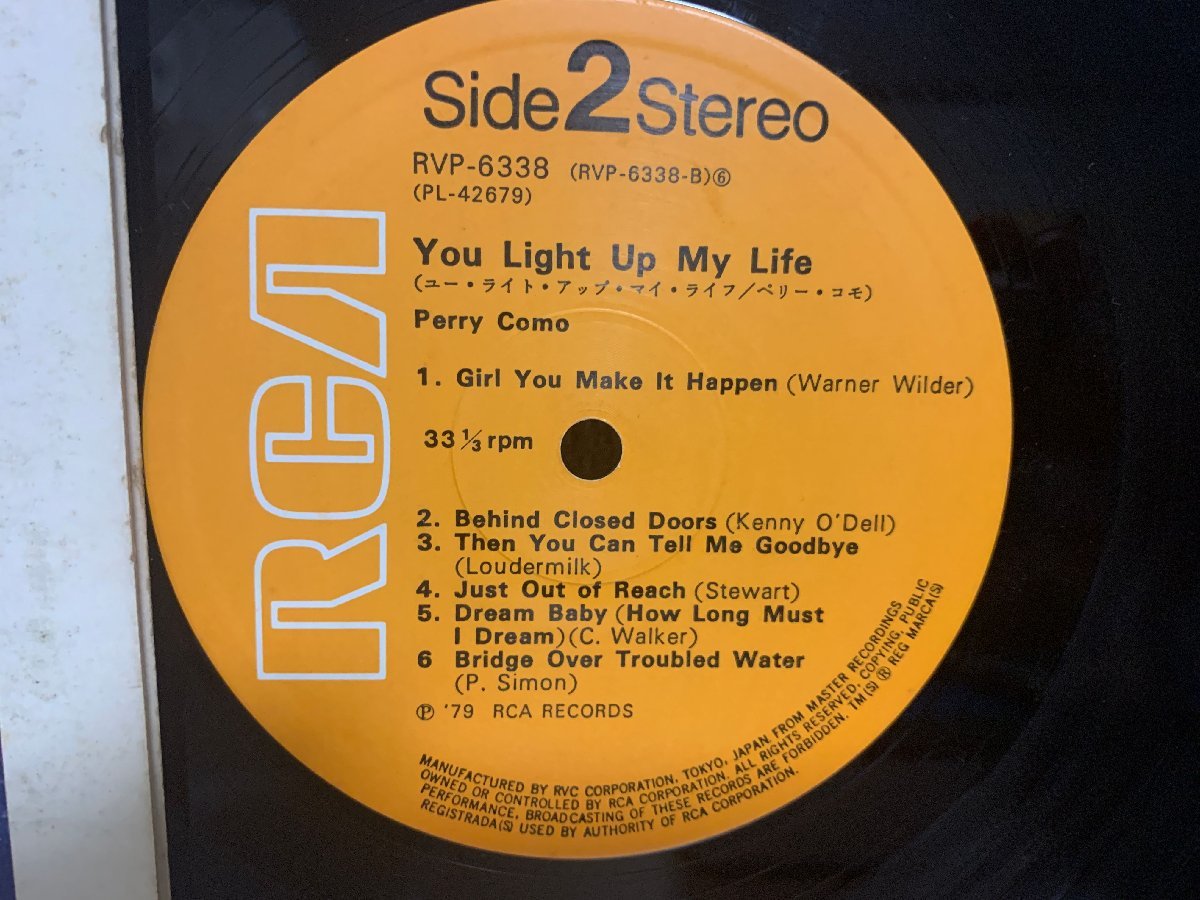 Side 2 Stereo
RVP-6338 (RVP-6338-B)⑥
(PL-42679)
RCA
You Light Up My Life
(ユー・ライト・アップ・マイ・ライフ/ペリー・コモ)
Perry Como
1. Girl You Make It Happen (Warner Wilder)
33 1/3 rpm
2. Behind Closed Doors (Kenny O'Dell)
3. Then You Can Tell Me Goodbye
(Loudermilk)
4. Just Out of Reach (Stewart)
5. Dream Baby (How Long Must
I Dream) (C. Walker)
6 Bridge Over Troubled Water
(P. Simon)
℗ '79 RCA RECORDS
MANUFACTURED BY RVC CORPORATION, TOKYO, JAPAN FROM MASTER RECORDINGS
OWNED OR CONTROLLED BY RCA CORPORATION. ALL RIGHTS RESERVED, COPYING, PUBLIC
PERFORMANCE, BROADCASTING OF THESE RECORDS ARE FORBIDDEN. TM(S) ® REG MARCA(S)
REGISTRADA(S) USED BY AUTHORITY OF RCA CORPORATION.